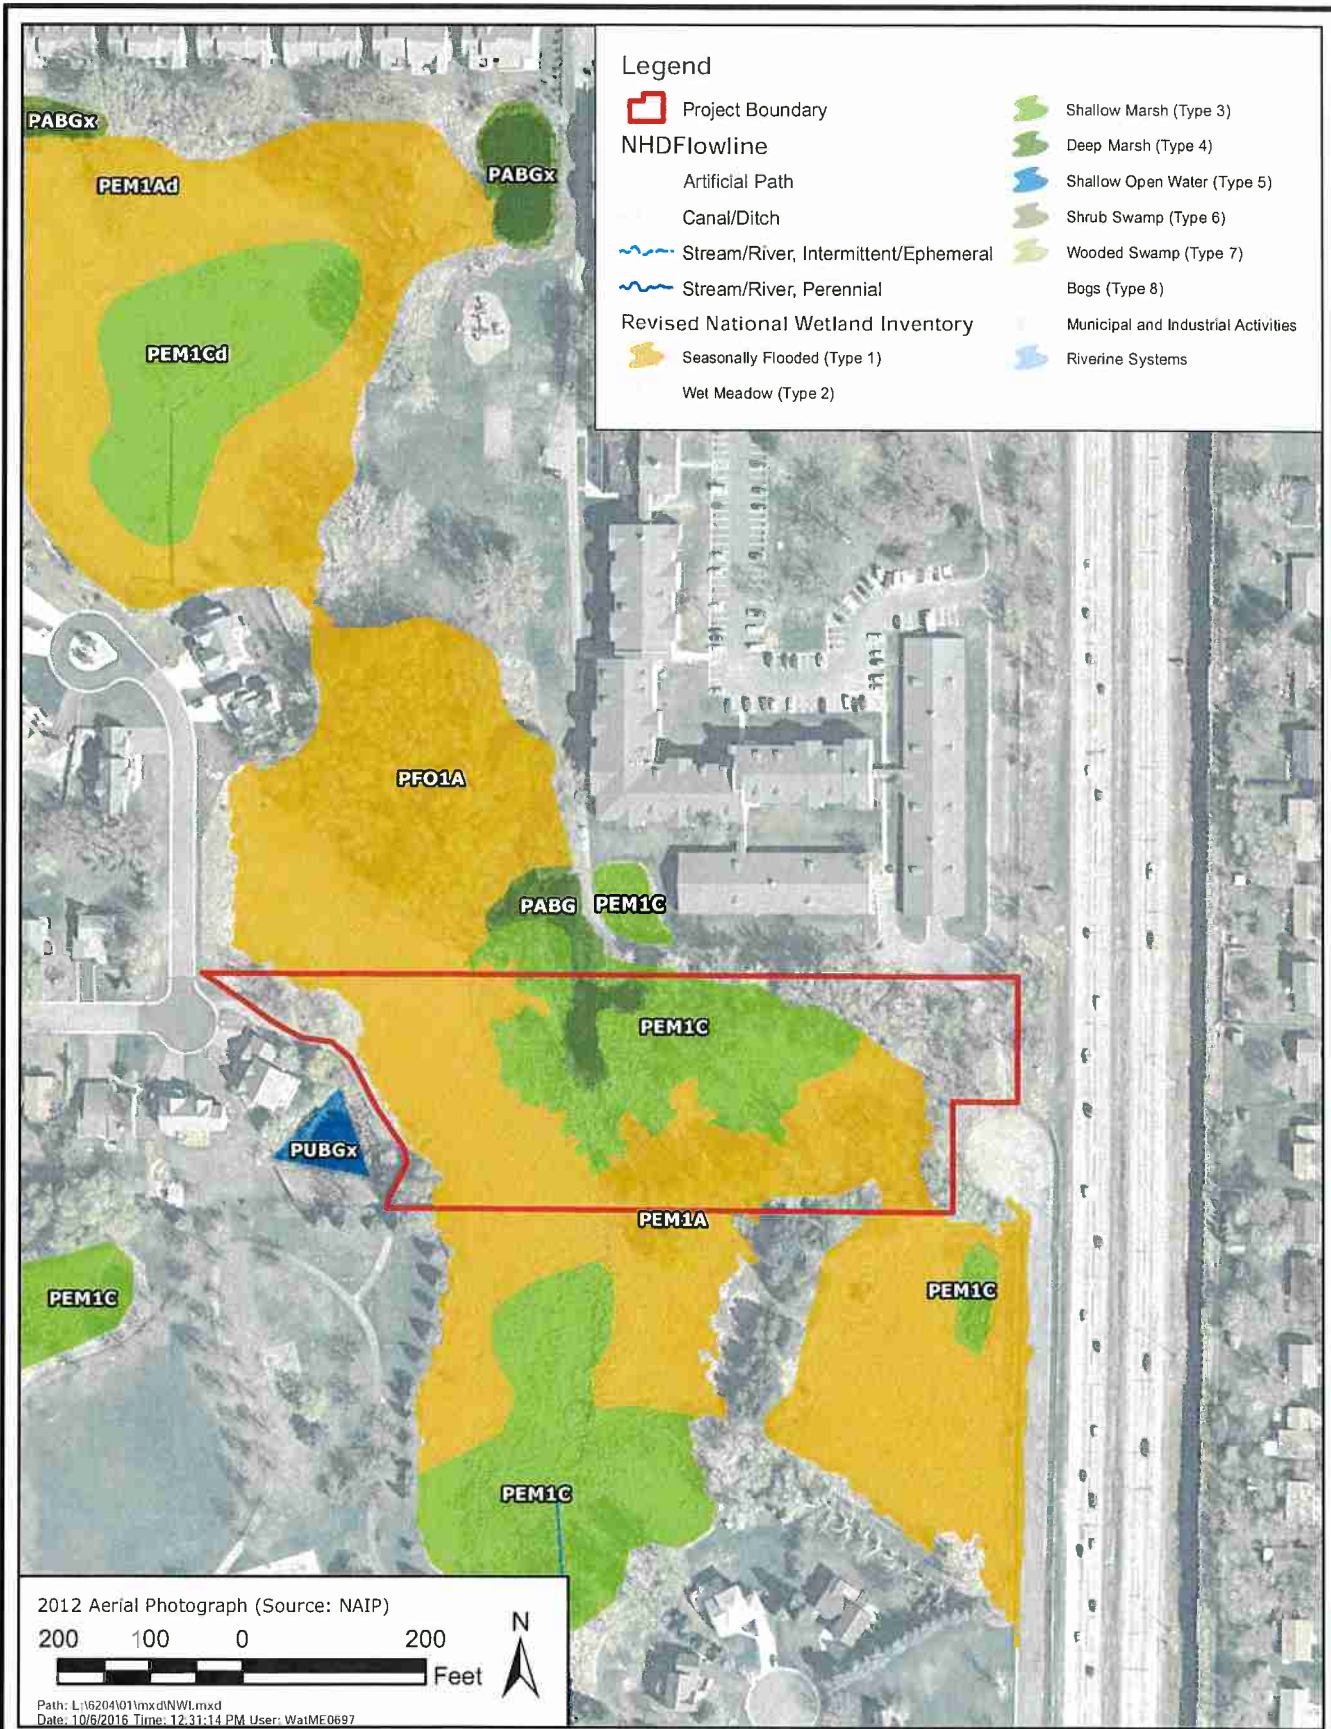 Legend
Project Boundary
NHDFlowline
Artificial Path
Canal/Ditch
Stream/River, Intermittent/Ephemeral
Stream/River, Perennial
Revised National Wetland Inventory
Seasonally Flooded (Type 1)
Wet Meadow (Type 2)
Shallow Marsh (Type 3)
Deep Marsh (Type 4)
Shallow Open Water (Type 5)
Shrub Swamp (Type 6)
Wooded Swamp (Type 7)
Bogs (Type 8)
Municipal and Industrial Activities
Riverine Systems
PABGx
PEM1Ad
PABGx
PEM1Cd
PFO1A
PABG
PEM1C
PEM1C
PUBGx
PEM1A
PEM1C
PEM1C
PEM1C
2012 Aerial Photograph (Source: NAIP)
200 100 0 200
Feet
N
Path: L:\6204\01\mxd\NWI.mxd
Date: 10/6/2016 Time: 12:31:14 PM User: WatME0697